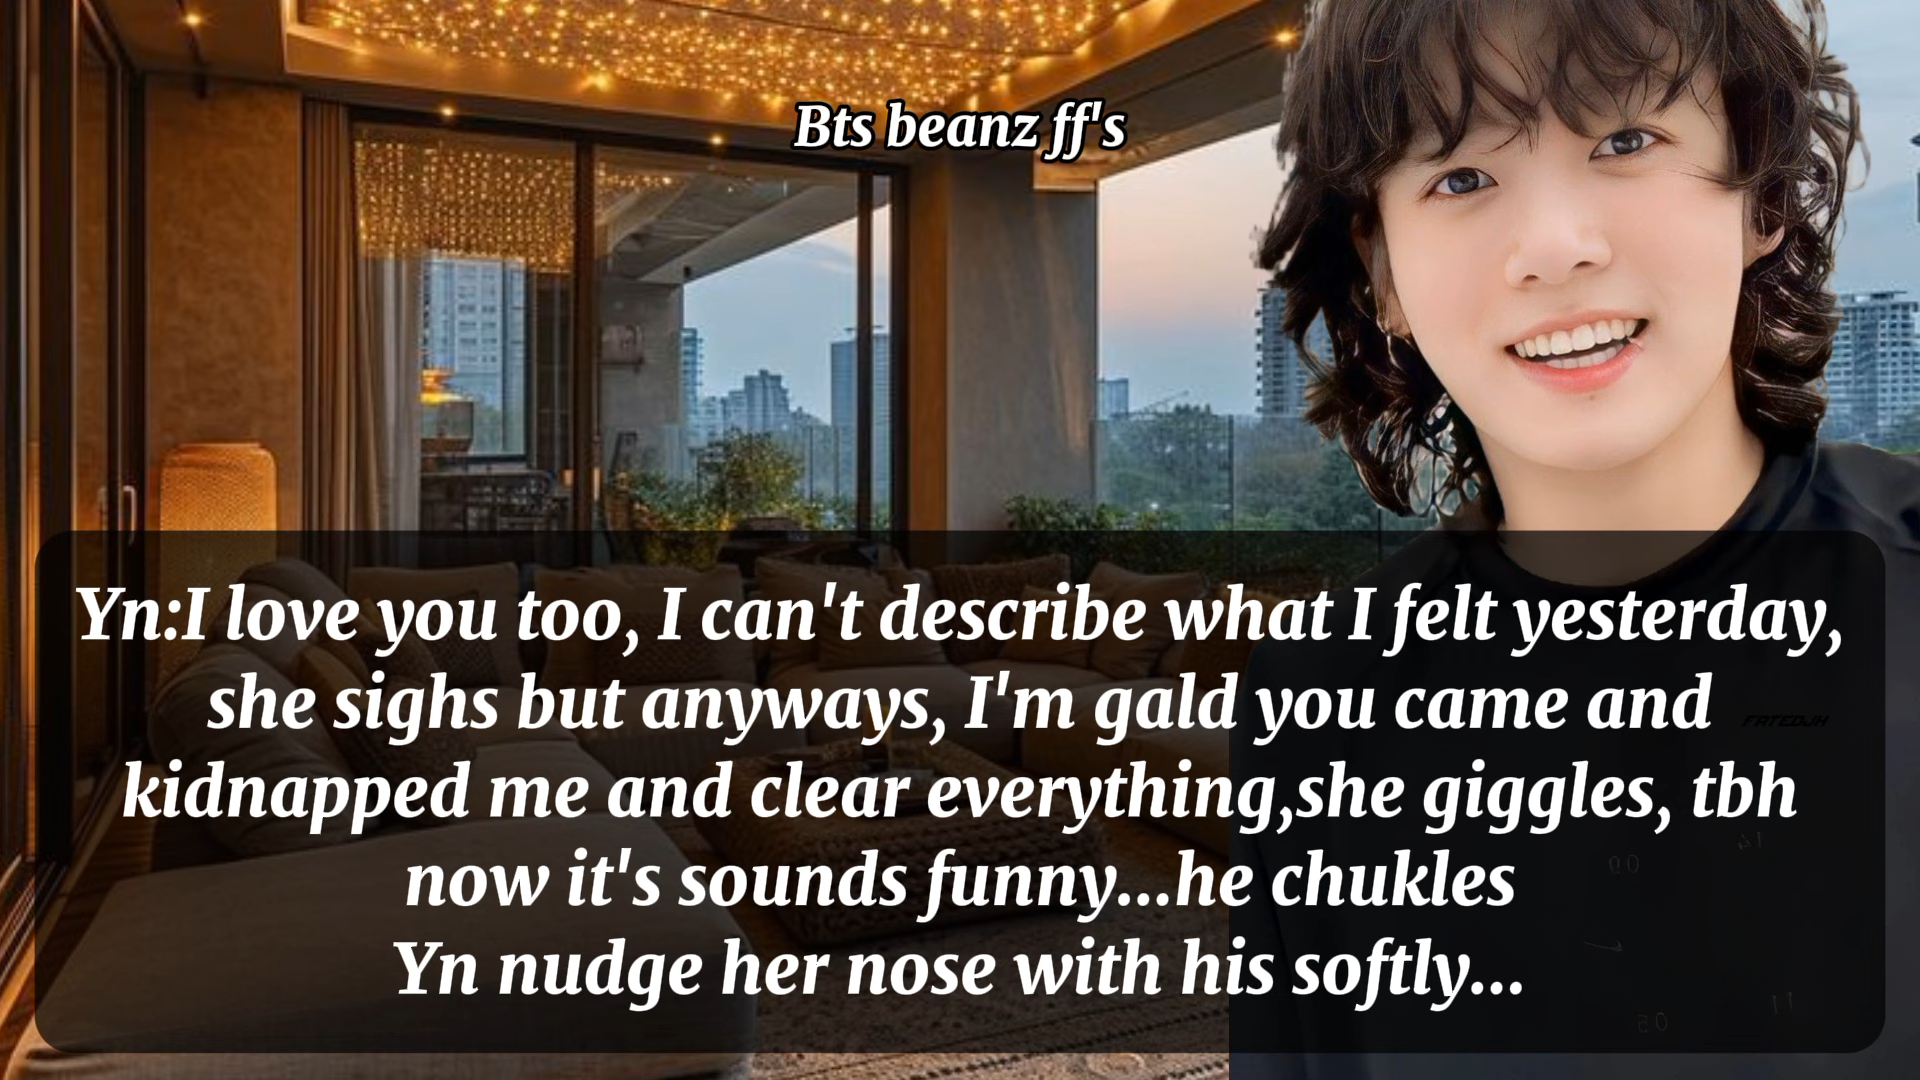 Bts beanz ff's
Yn:I love you too, I can't describe what I felt yesterday,
she sighs but anyways, I'm gald you came and
FATEDJH
kidnapped me and clear everything,she giggles, tbh
now it's sounds funny...he chukles
Yn nudge her nose with his softly...